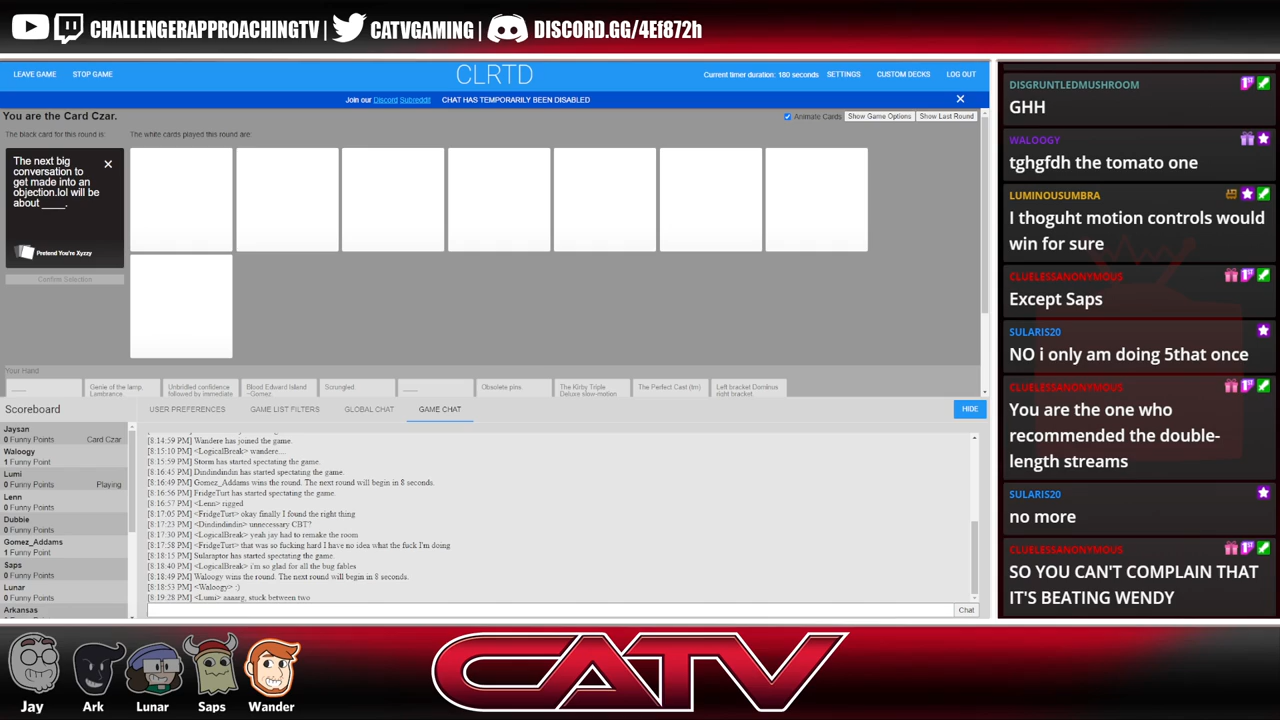 CHALLENGERAPPROACHINGTV | CATVGAMING | DISCORD.GG/4Ef872h
LEAVE GAME STOP GAME CLRTD Current timer duration: 180 seconds SETTINGS CUSTOM DECKS LOG OUT
Join our Discord Subreddit! CHAT HAS TEMPORARILY BEEN DISABLED
You are the Card Czar.
Animate Cards Show Game Options Show Last Round
The black card for this round is: The white cards played this round are:
The next big
conversation to
get made into an
objection.lol will be
about ____.
Pretend You're Xyzzy
Confirm Selection
Your Hand
____
Genie of the lamp.
Lambrance
Unbridled confidence
followed by immediate
Blood Edward Island
~Gomez.
Scrungled.
____
Obsolete pins
The Kirby Triple
Deluxe slow-motion
The Perfect Cast (tm)
Left bracket Dominus
right bracket.
Scoreboard
USER PREFERENCES GAME LIST FILTERS GLOBAL CHAT GAME CHAT HIDE
Jaysan
0 Funny Points Card Czar
Waloogy
1 Funny Point
Lumi
0 Funny Points Playing
Lenn
0 Funny Points
Dubbie
0 Funny Points
Gomez_Addams
1 Funny Point
Saps
0 Funny Points
Lunar
0 Funny Points
Arkansas
[8:14:59 PM] Wandere has joined the game.
[8:15:10 PM] <LogicalBreak> wandere....
[8:15:59 PM] Storm has started spectating the game.
[8:16:45 PM] Dindindindin has started spectating the game.
[8:16:49 PM] Gomez_Addams wins the round. The next round will begin in 8 seconds.
[8:16:56 PM] FridgeTurt has started spectating the game.
[8:16:57 PM] <Lenn> rigged
[8:17:05 PM] <FridgeTurt> okay finally I found the right thing
[8:17:23 PM] <Dindindindin> unnecessary CBT?
[8:17:30 PM] <LogicalBreak> yeah jay had to remake the room
[8:17:58 PM] <FridgeTurt> that was so fucking hard I have no idea what the fuck I'm doing
[8:18:15 PM] Sularaptor has started spectating the game.
[8:18:40 PM] <LogicalBreak> i'm so glad for all the bug fables
[8:18:49 PM] Waloogy wins the round. The next round will begin in 8 seconds.
[8:18:53 PM] <Waloogy> :)
[8:19:28 PM] <Lumi> aaaarg, stuck between two
Chat
DISGRUNTLEDMUSHROOM
GHH
WALOOGY
tghgfdh the tomato one
LUMINOUSUMBRA
I thoguht motion controls would
win for sure
CLUELESSANONYMOUS
Except Saps
SULARIS20
NO i only am doing 5that once
CLUELESSANONYMOUS
You are the one who
recommended the double-
length streams
SULARIS20
no more
CLUELESSANONYMOUS
SO YOU CAN'T COMPLAIN THAT
IT'S BEATING WENDY
Jay Ark Lunar Saps Wander
CATV